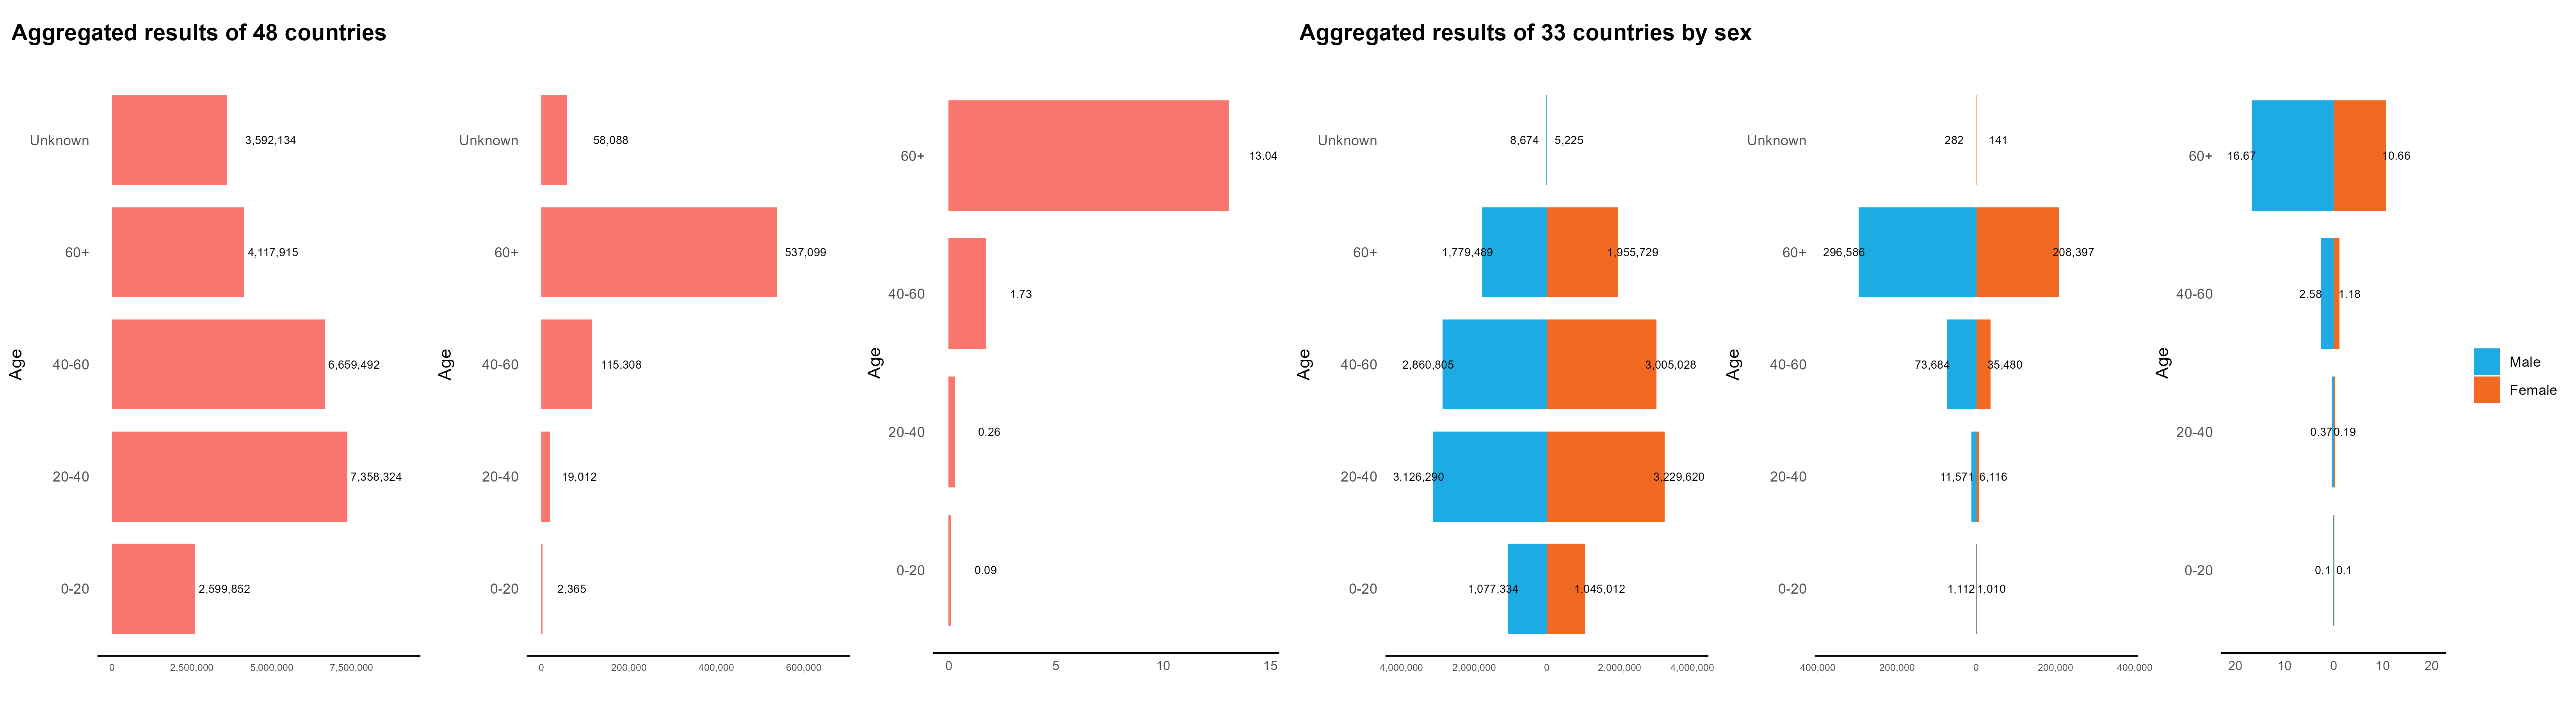 Aggregated results of 48 countries
Age
Unknown
3,592,134
60+
4,117,915
40-60
6,659,492
20-40
7,358,324
0-20
2,599,852
0 2,500,000 5,000,000 7,500,000
Age
Unknown
58,088
60+
537,099
40-60
115,308
20-40
19,012
0-20
2,365
0 200,000 400,000 600,000
Age
60+
13.04
40-60
1.73
20-40
0.26
0-20
0.09
0 5 10 15
Aggregated results of 33 countries by sex
Age
Unknown
8,674 5,225
60+
1,779,489 1,955,729
40-60
2,860,805 3,005,028
20-40
3,126,290 3,229,620
0-20
1,077,334 1,045,012
4,000,000 2,000,000 0 2,000,000 4,000,000
Age
Unknown
282 141
60+
296,586 208,397
40-60
73,684 35,480
20-40
11,571 6,116
0-20
1,112 1,010
400,000 200,000 0 200,000 400,000
Age
60+
16.67 10.66
40-60
2.58 1.18
20-40
0.37 0.19
0-20
0.1 0.1
20 10 0 10 20
Male
Female